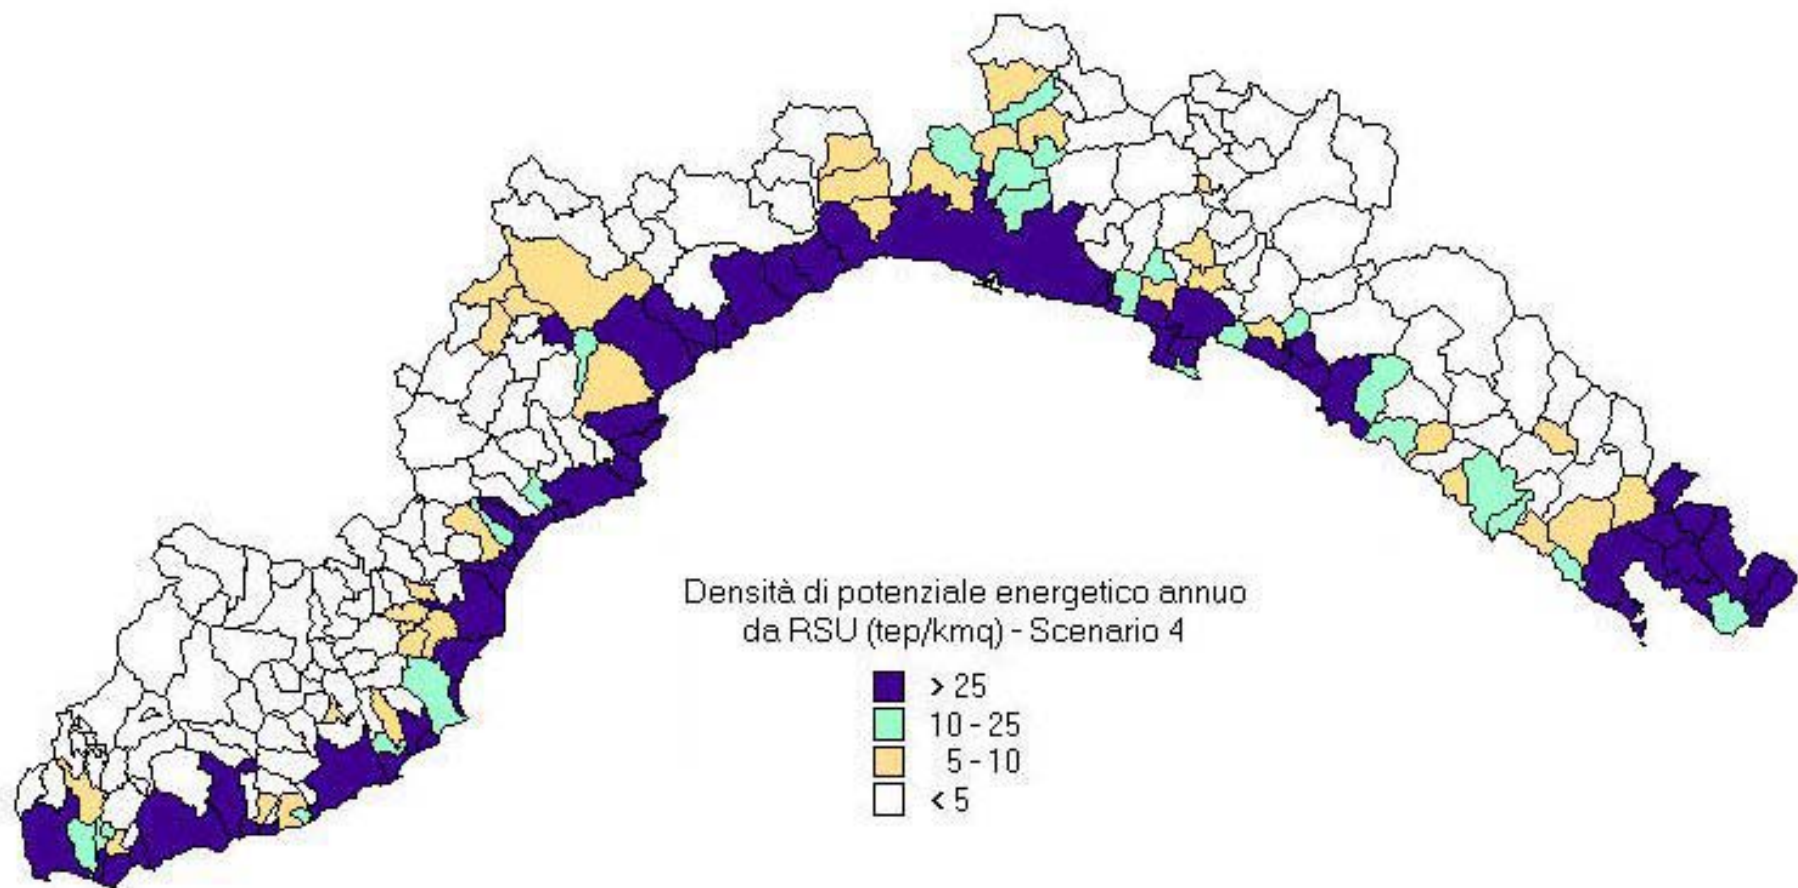 Densità di potenziale energetico annuo
da RSU (tep/kmq) - Scenario 4
> 25
10 - 25
5 - 10
< 5